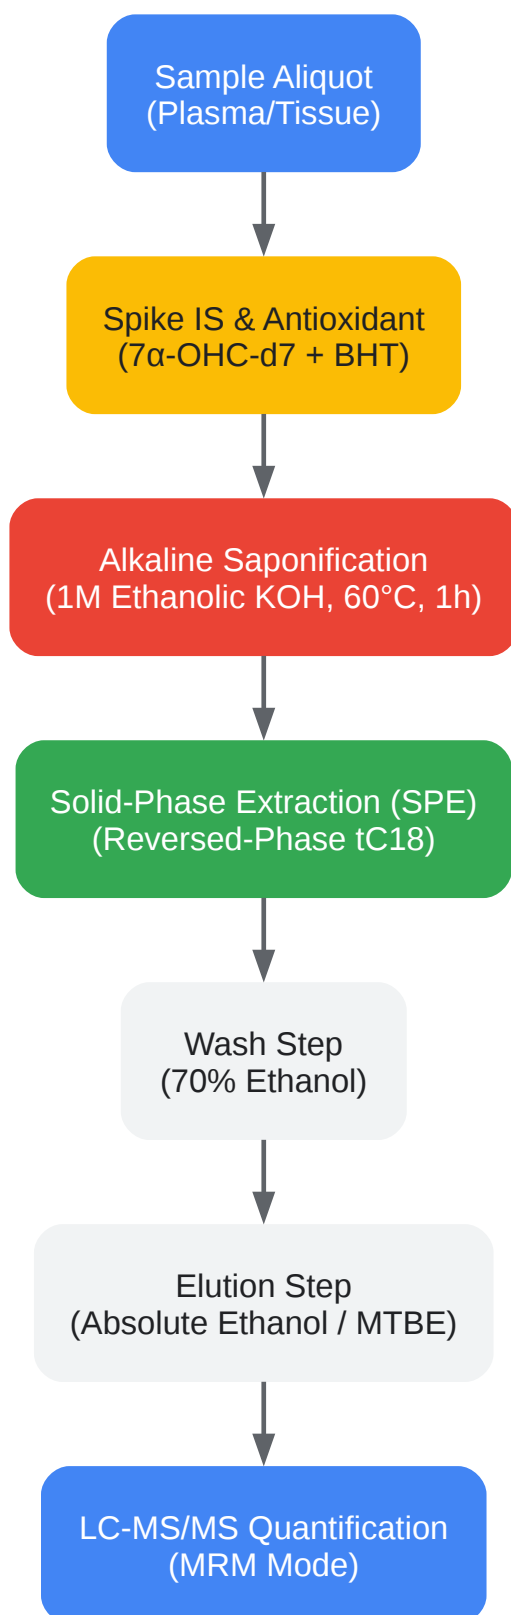 Sample Aliquot
(Plasma/Tissue)
Spike IS & Antioxidant
(7α-OHC-d7 + BHT)
Alkaline Saponification
(1M Ethanolic KOH, 60°C, 1h)
Solid-Phase Extraction (SPE)
(Reversed-Phase tC18)
Wash Step
(70% Ethanol)
Elution Step
(Absolute Ethanol / MTBE)
LC-MS/MS Quantification
(MRM Mode)